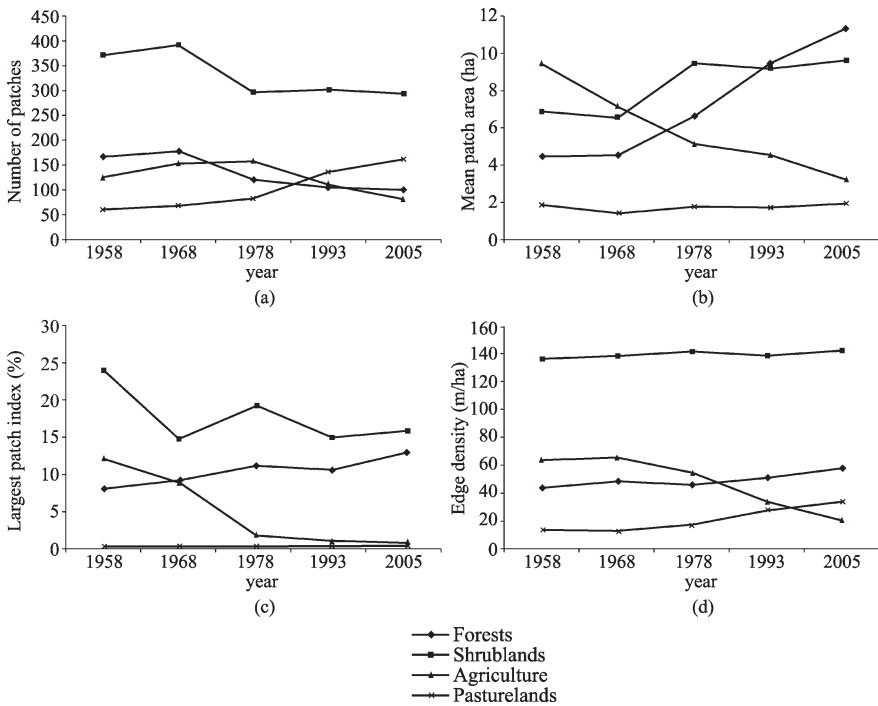 Number of patches
450
400
350
300
250
200
150
100
50
0
1958 1968 1978 1993 2005
year
(a)
Mean patch area (ha)
12
10
8
6
4
2
0
1958 1968 1978 1993 2005
year
(b)
Largest patch index (%)
30
25
20
15
10
5
0
1958 1968 1978 1993 2005
year
(c)
Edge density (m/ha)
160
140
120
100
80
60
40
20
0
1958 1968 1978 1993 2005
year
(d)
Forests
Shrublands
Agriculture
Pasturelands